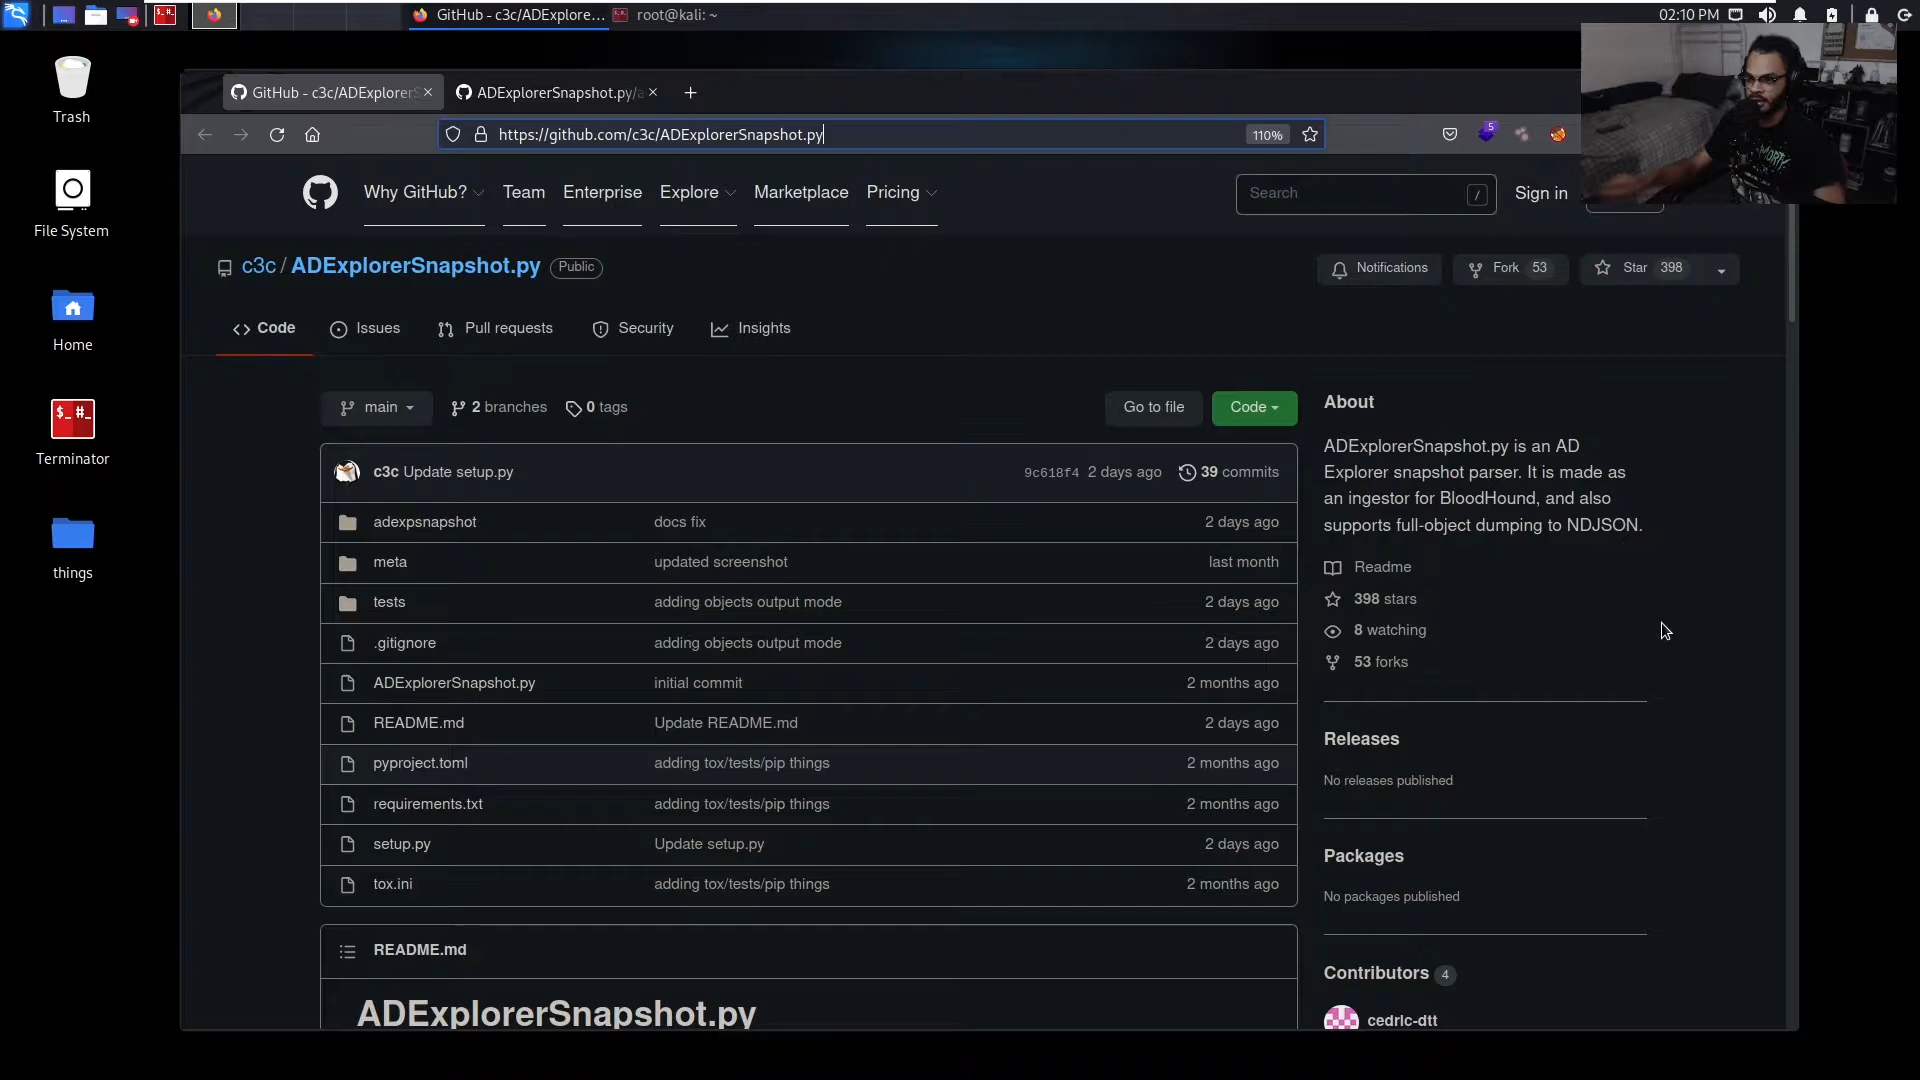 GitHub - c3c/ADExplore...
root@kali: ~
02:10 PM
Trash
File System
Home
Terminator
things
GitHub - c3c/ADExplorerS
ADExplorerSnapshot.py/a
https://github.com/c3c/ADExplorerSnapshot.py
110%
5
Why GitHub?
Team
Enterprise
Explore
Marketplace
Pricing
Search
/
Sign in
c3c / ADExplorerSnapshot.py
Public
Notifications
Fork 53
Star 398
Code
Issues
Pull requests
Security
Insights
main
2 branches
0 tags
Go to file
Code
c3c Update setup.py
9c618f4 2 days ago
39 commits
adexpsnapshot docs fix 2 days ago
meta updated screenshot last month
tests adding objects output mode 2 days ago
.gitignore adding objects output mode 2 days ago
ADExplorerSnapshot.py initial commit 2 months ago
README.md Update README.md 2 days ago
pyproject.toml adding tox/tests/pip things 2 months ago
requirements.txt adding tox/tests/pip things 2 months ago
setup.py Update setup.py 2 days ago
tox.ini adding tox/tests/pip things 2 months ago
README.md
ADExplorerSnapshot.py
About
ADExplorerSnapshot.py is an AD
Explorer snapshot parser. It is made as
an ingestor for BloodHound, and also
supports full-object dumping to NDJSON.
Readme
398 stars
8 watching
53 forks
Releases
No releases published
Packages
No packages published
Contributors 4
cedric-dtt